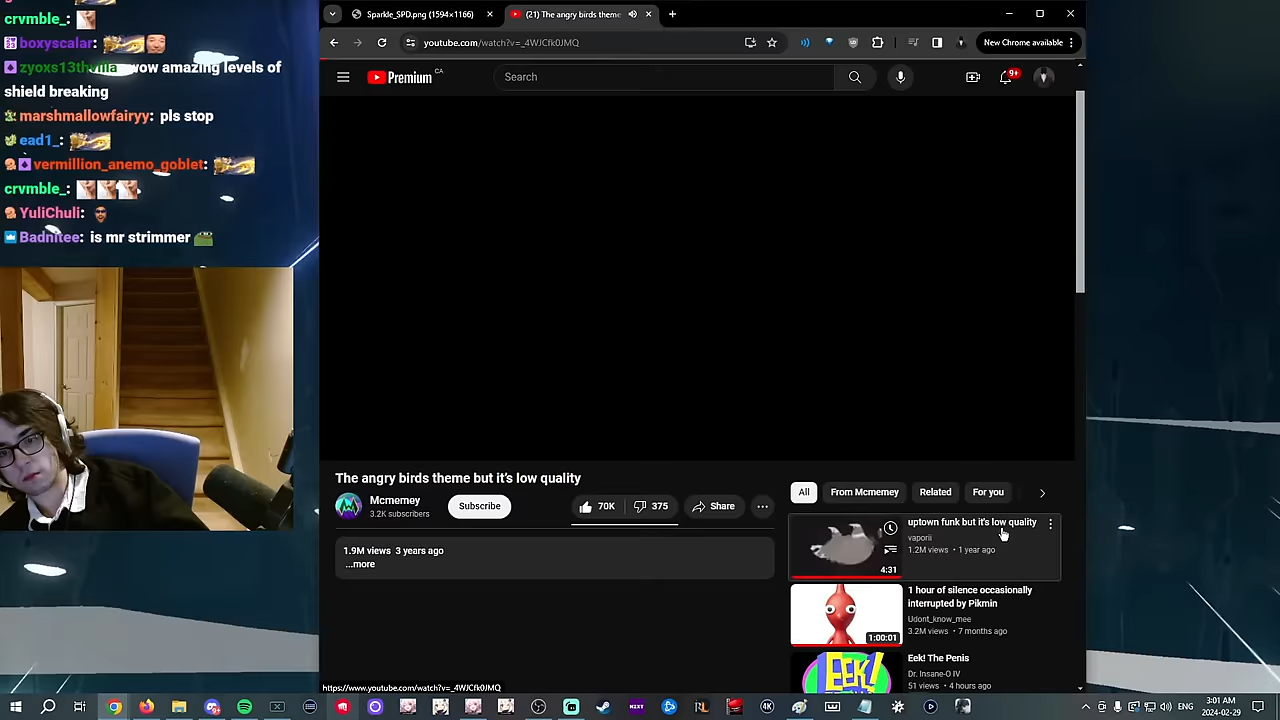 crvmble_:
boxyscalar:
zyoxs13thvilla wow amazing levels of
shield breaking
marshmallowfairyy: pls stop
ead1_:
vermillion_anemo_goblet:
crvmble_:
YuliChuli:
Badnitee: is mr strimmer
Sparkle_SPD.png (1594×1166)
(21) The angry birds theme
youtube.com/watch?v=_4WJCfk0
New Chrome available
Premium CA
Search
9+
The angry birds theme but it's low quality
Mcmemey
3.2K subscribers
Subscribe
70K
375
Share
1.9M views 3 years ago
...more
All
From Mcmemey
Related
For you
uptown funk but it's low quality
vaporii
1.2M views • 1 year ago
4:31
1 hour of silence occasionally
interrupted by Pikmin
Udont_know_mee
3.2M views • 7 months ago
1:00:01
Eek! The Penis
Dr. Insane-O IV
51 views • 4 hours ago
EEK!
https://www.youtube.com/watch?v=_4WJCfk0JMQ
ENG
3:01 AM
2024-02-29